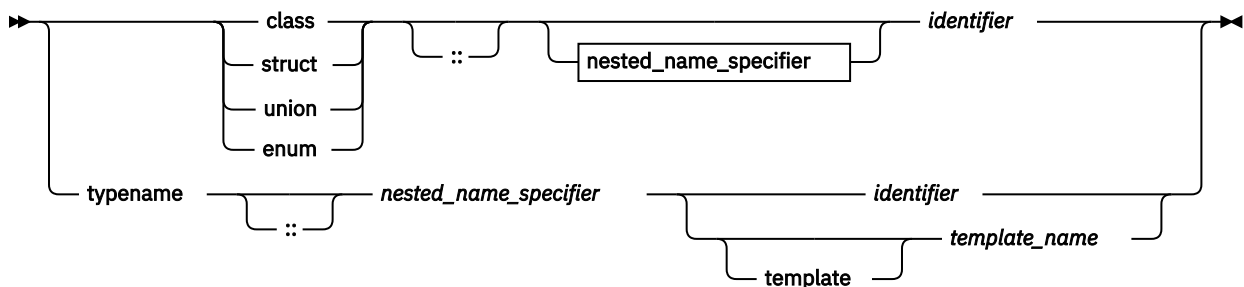 class :: identifier
struct nested_name_specifier
union
enum
typename :: nested_name_specifier identifier
template template_name